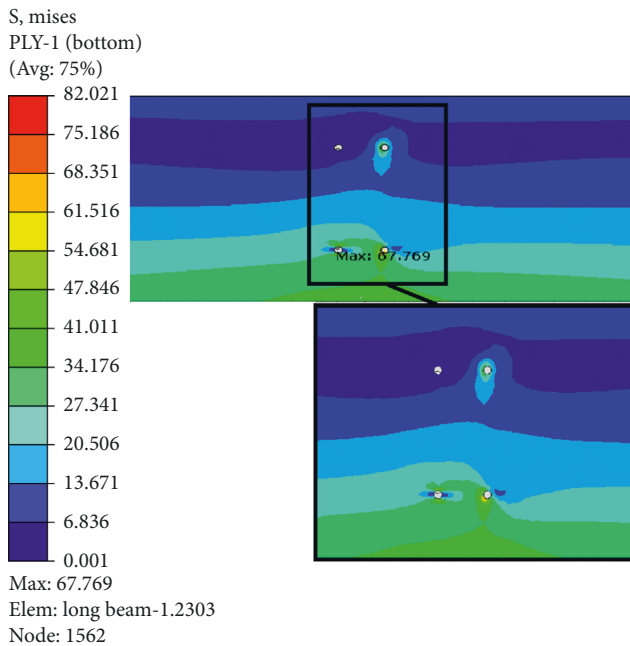 S, mises
PLY-1 (bottom)
(Avg: 75%)
82.021
75.186
68.351
61.516
54.681
47.846
41.011
34.176
27.341
20.506
13.671
6.836
0.001
Max: 67.769
Max: 67.769
Elem: long beam-1.2303
Node: 1562